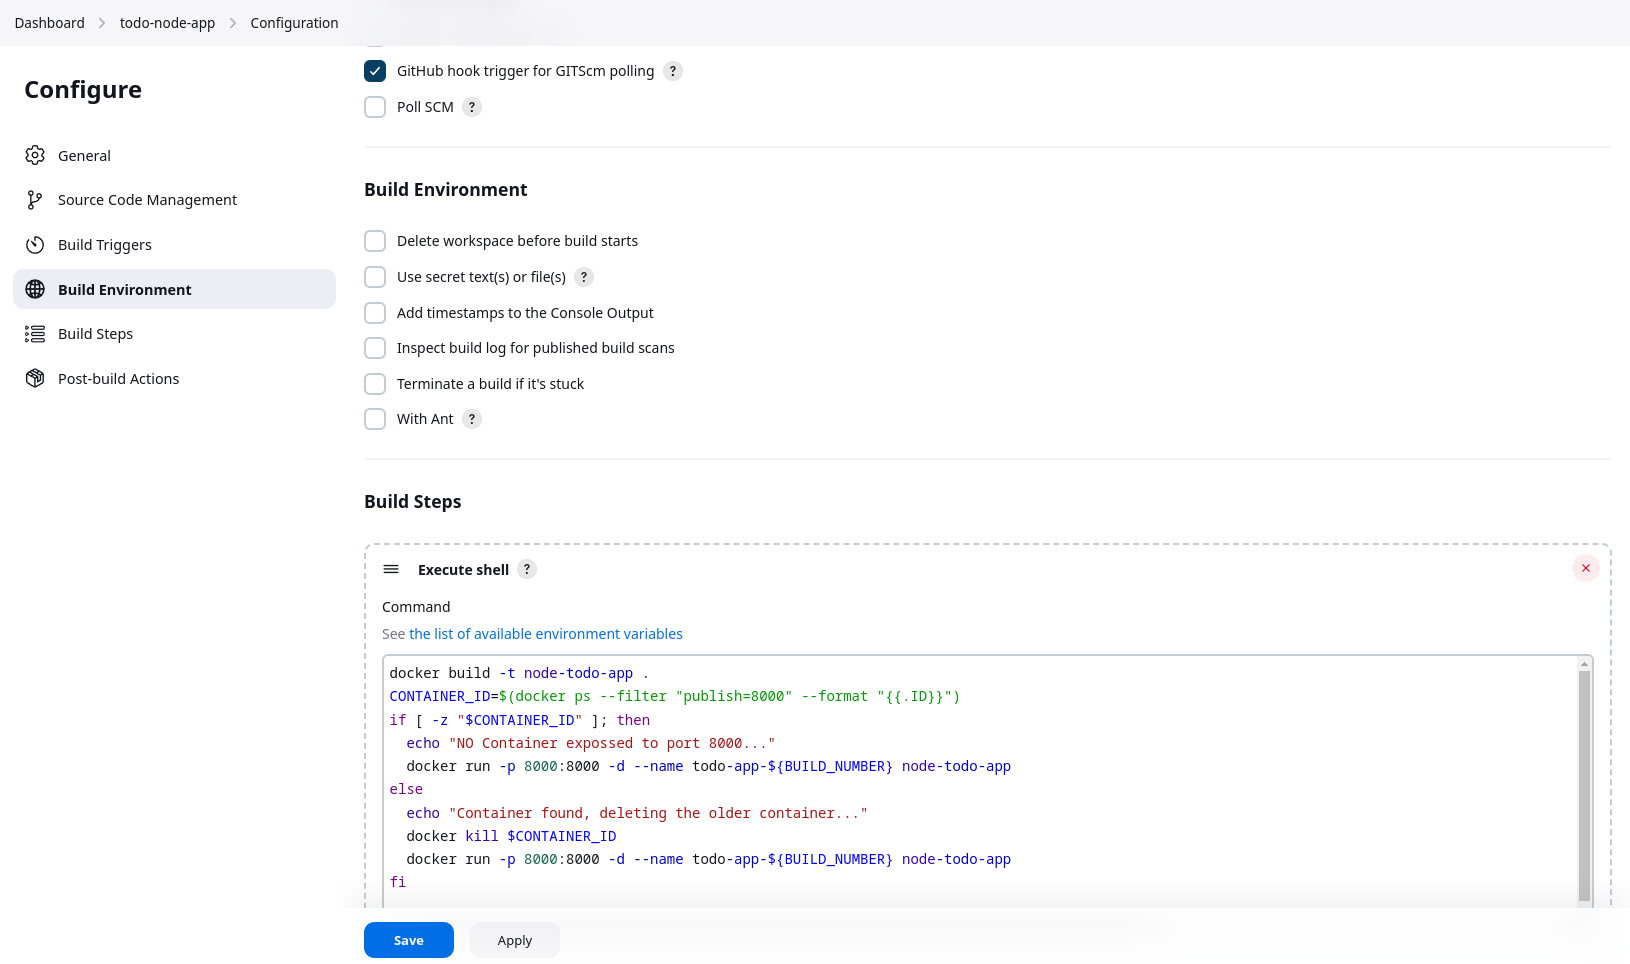 Dashboard > todo-node-app > Configuration
Configure
General
Source Code Management
Build Triggers
Build Environment
Build Steps
Post-build Actions
GitHub hook trigger for GITScm polling ?
Poll SCM ?
Build Environment
Delete workspace before build starts
Use secret text(s) or file(s) ?
Add timestamps to the Console Output
Inspect build log for published build scans
Terminate a build if it's stuck
With Ant ?
Build Steps
Execute shell ?
Command
See the list of available environment variables
docker build -t node-todo-app .
CONTAINER_ID=$(docker ps --filter "publish=8000" --format "{{.ID}}")
if [ -z "$CONTAINER_ID" ]; then
  echo "NO Container expossed to port 8000..."
  docker run -p 8000:8000 -d --name todo-app-${BUILD_NUMBER} node-todo-app
else
  echo "Container found, deleting the older container..."
  docker kill $CONTAINER_ID
  docker run -p 8000:8000 -d --name todo-app-${BUILD_NUMBER} node-todo-app
fi
Save
Apply